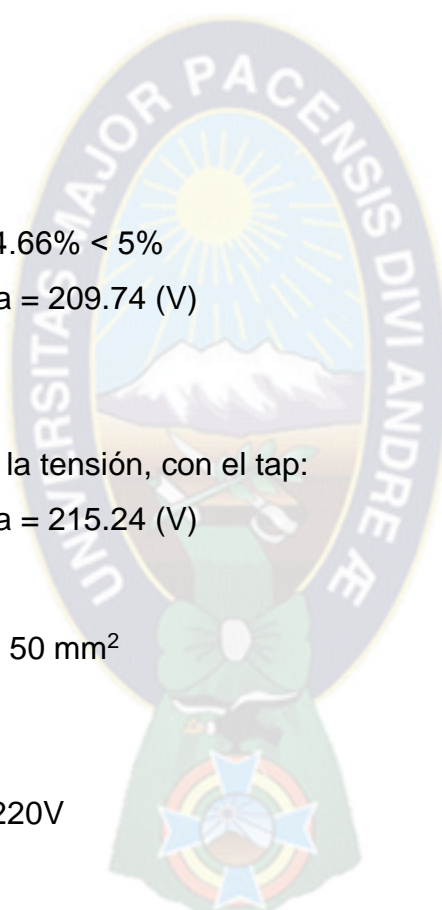 UNIVERSITAS MAJOR PACENSIS DIVI ANDRE Æ
4.66% < 5%
a = 209.74 (V)
la tensión, con el tap:
a = 215.24 (V)
50 mm²
220V